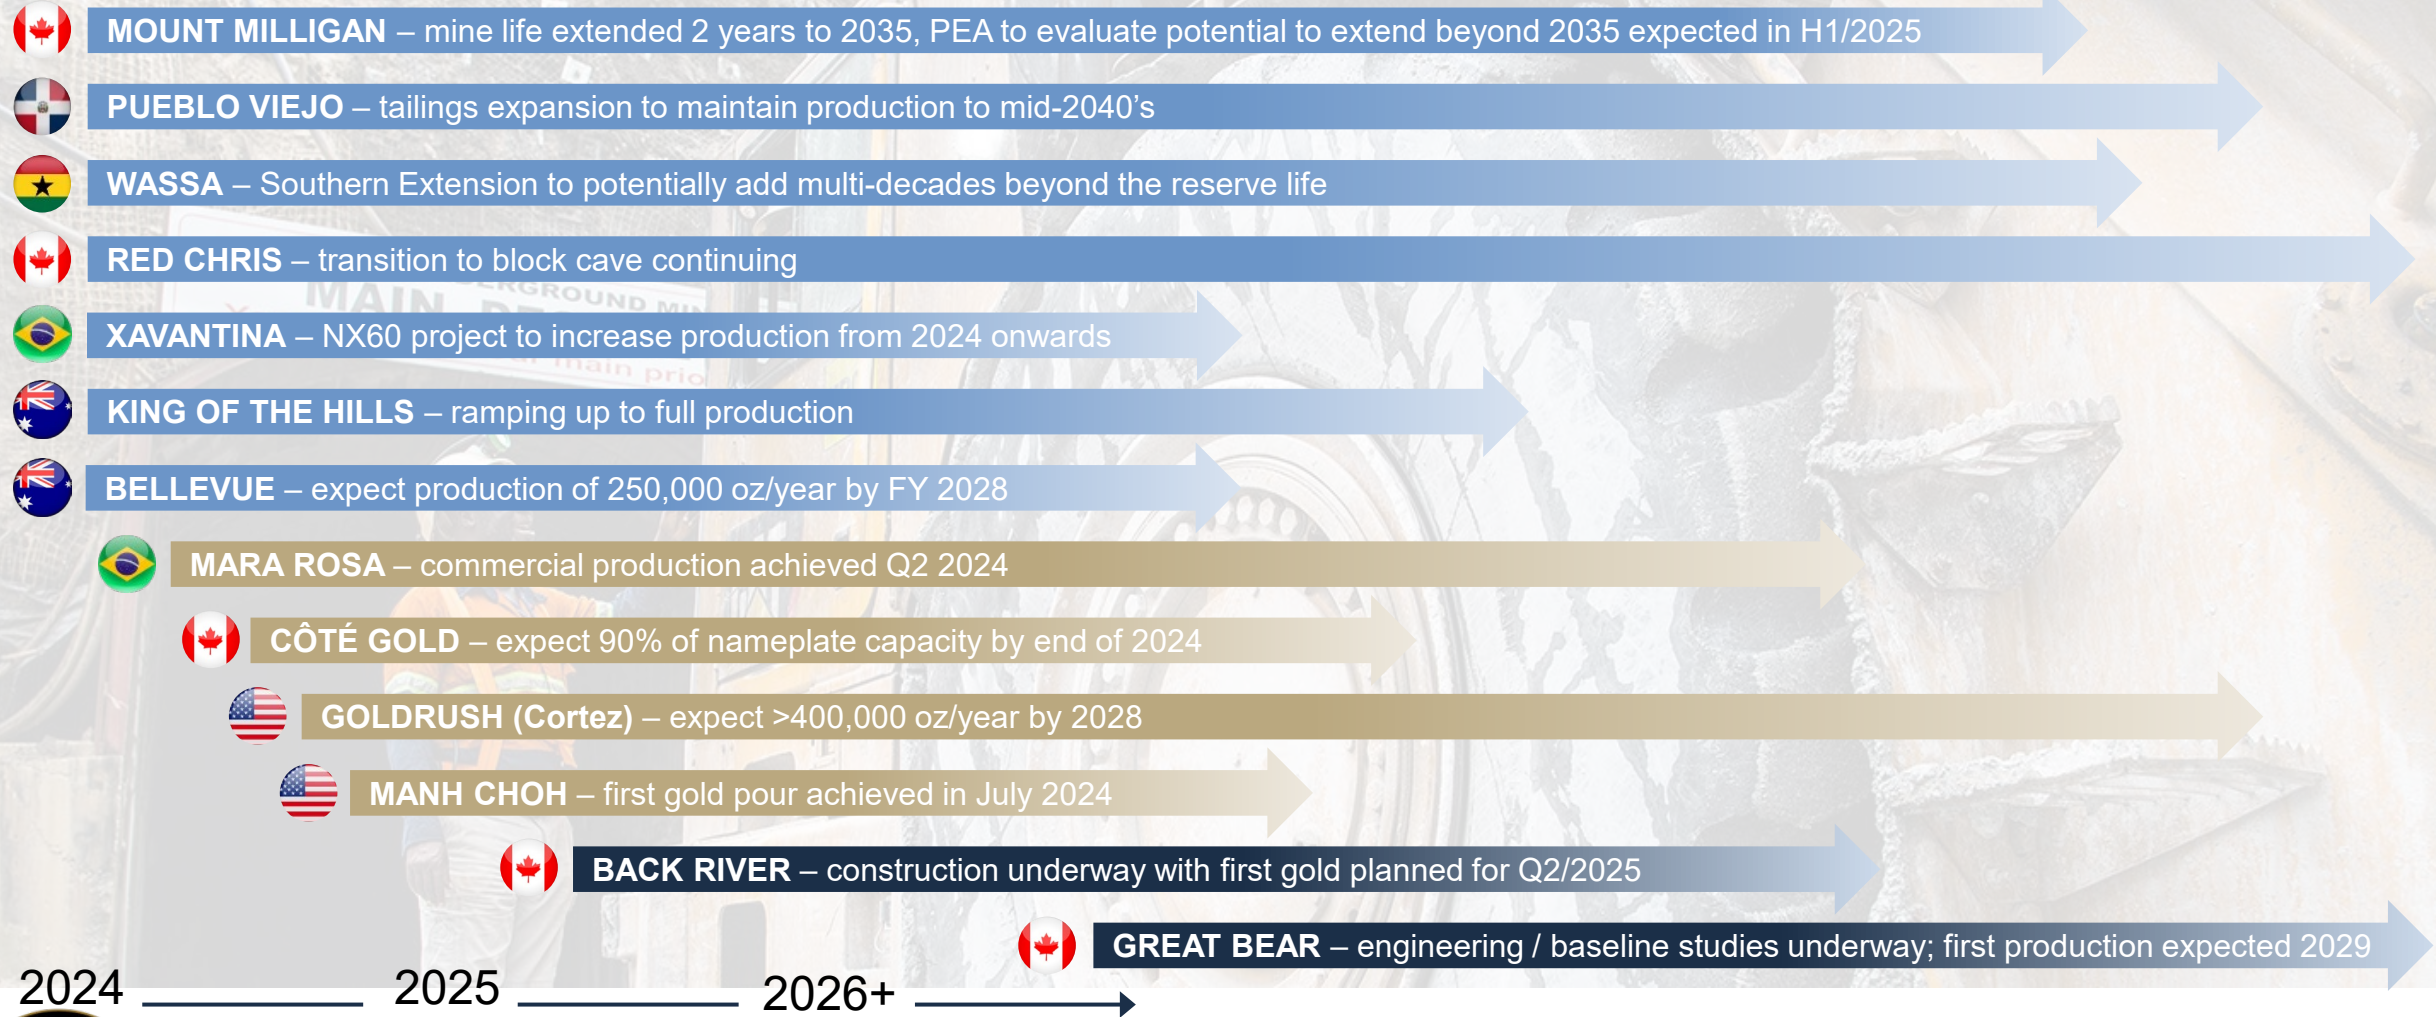 MOUNT MILLIGAN – mine life extended 2 years to 2035, PEA to evaluate potential to extend beyond 2035 expected in H1/2025
PUEBLO VIEJO – tailings expansion to maintain production to mid-2040’s
WASSA – Southern Extension to potentially add multi-decades beyond the reserve life
RED CHRIS – transition to block cave continuing
XAVANTINA – NX60 project to increase production from 2024 onwards
KING OF THE HILLS – ramping up to full production
BELLEVUE – expect production of 250,000 oz/year by FY 2028
MARA ROSA – commercial production achieved Q2 2024
CÔTÉ GOLD – expect 90% of nameplate capacity by end of 2024
GOLDRUSH (Cortez) – expect >400,000 oz/year by 2028
MANH CHOH – first gold pour achieved in July 2024
BACK RIVER – construction underway with first gold planned for Q2/2025
GREAT BEAR – engineering / baseline studies underway; first production expected 2029
2024 2025 2026+
MAIN
main prio